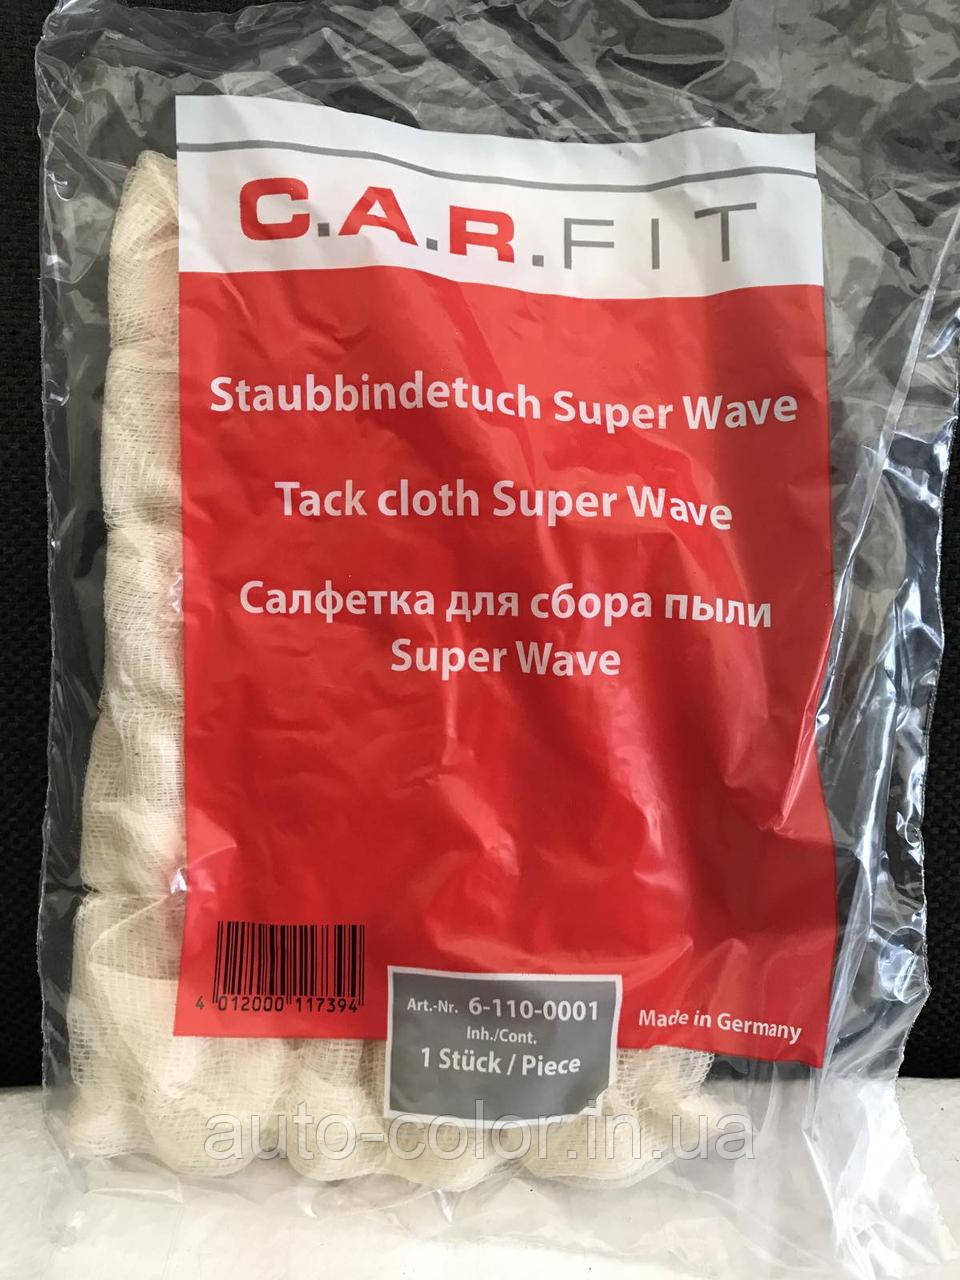 C.A.R.FIT
Staubbindetuch Super Wave
Tack cloth Super Wave
Салфетка для сбора пыли
Super Wave
4 012000 117394
Art.-Nr. 6-110-0001
Inh./Cont.
1 Stück / Piece
Made in Germany
auto-color.in.ua